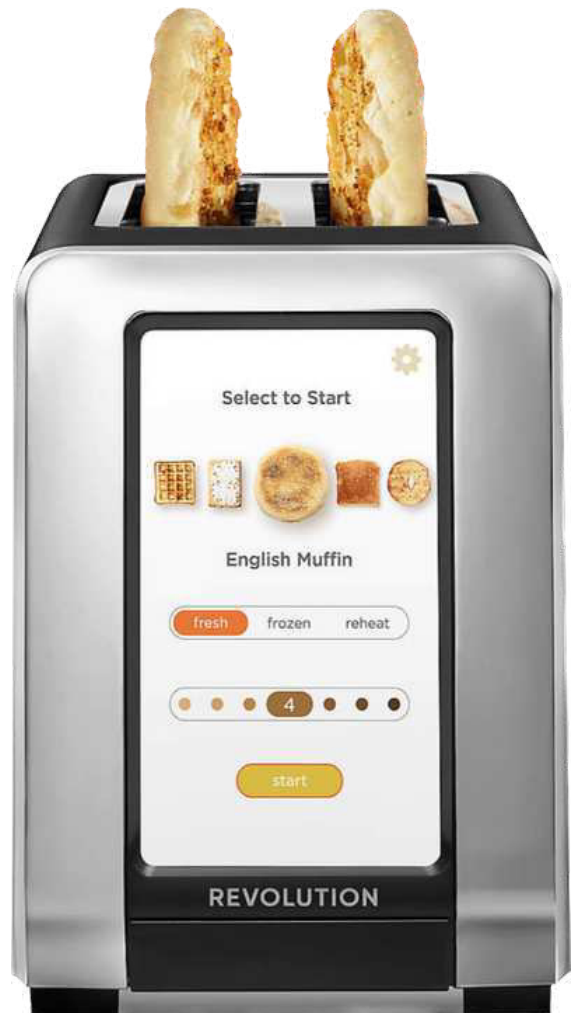 Select to Start
English Muffin
fresh frozen reheat
4
start
REVOLUTION